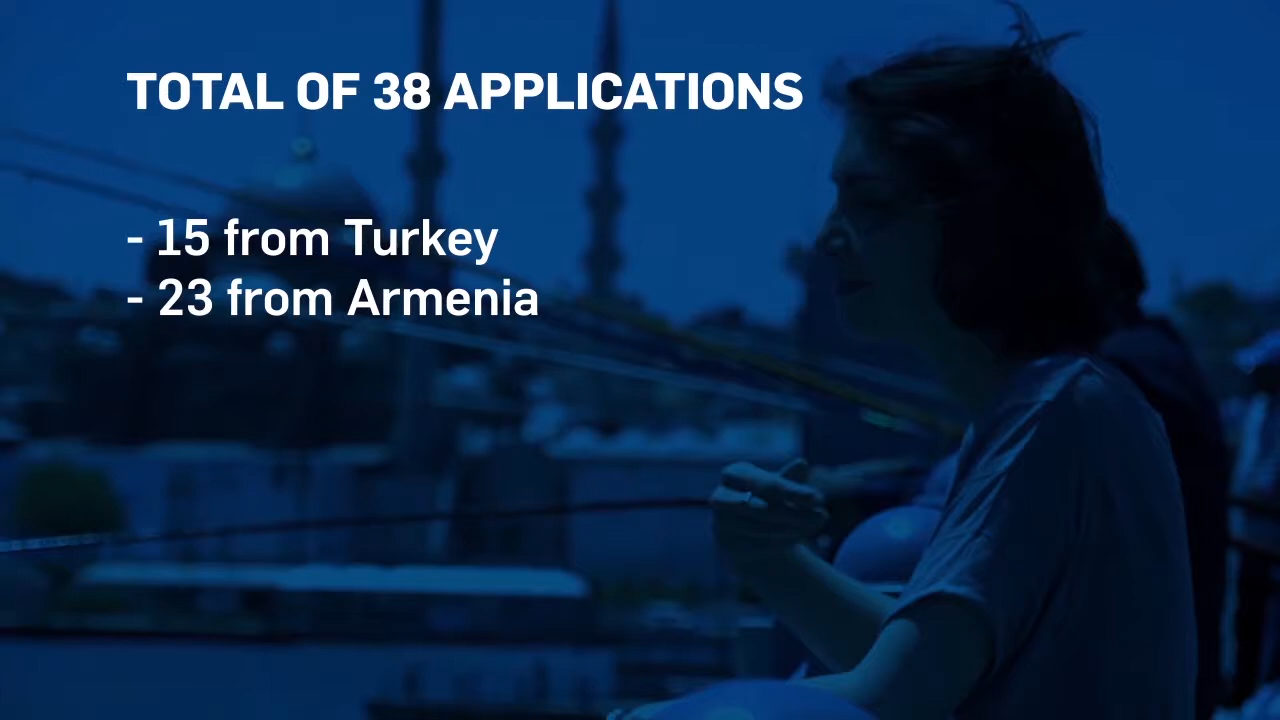 TOTAL OF 38 APPLICATIONS
- 15 from Turkey
- 23 from Armenia